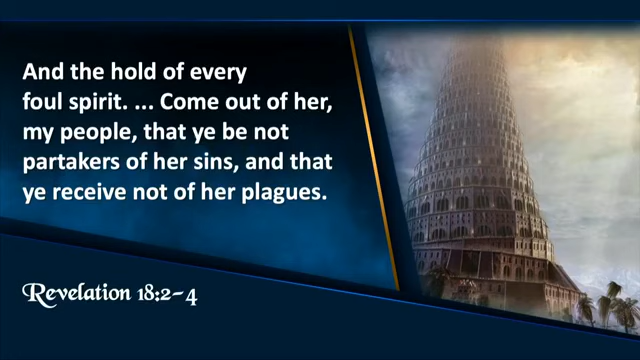 And the hold of every
foul spirit. ... Come out of her,
my people, that ye be not
partakers of her sins, and that
ye receive not of her plagues.
Revelation 18:2–4